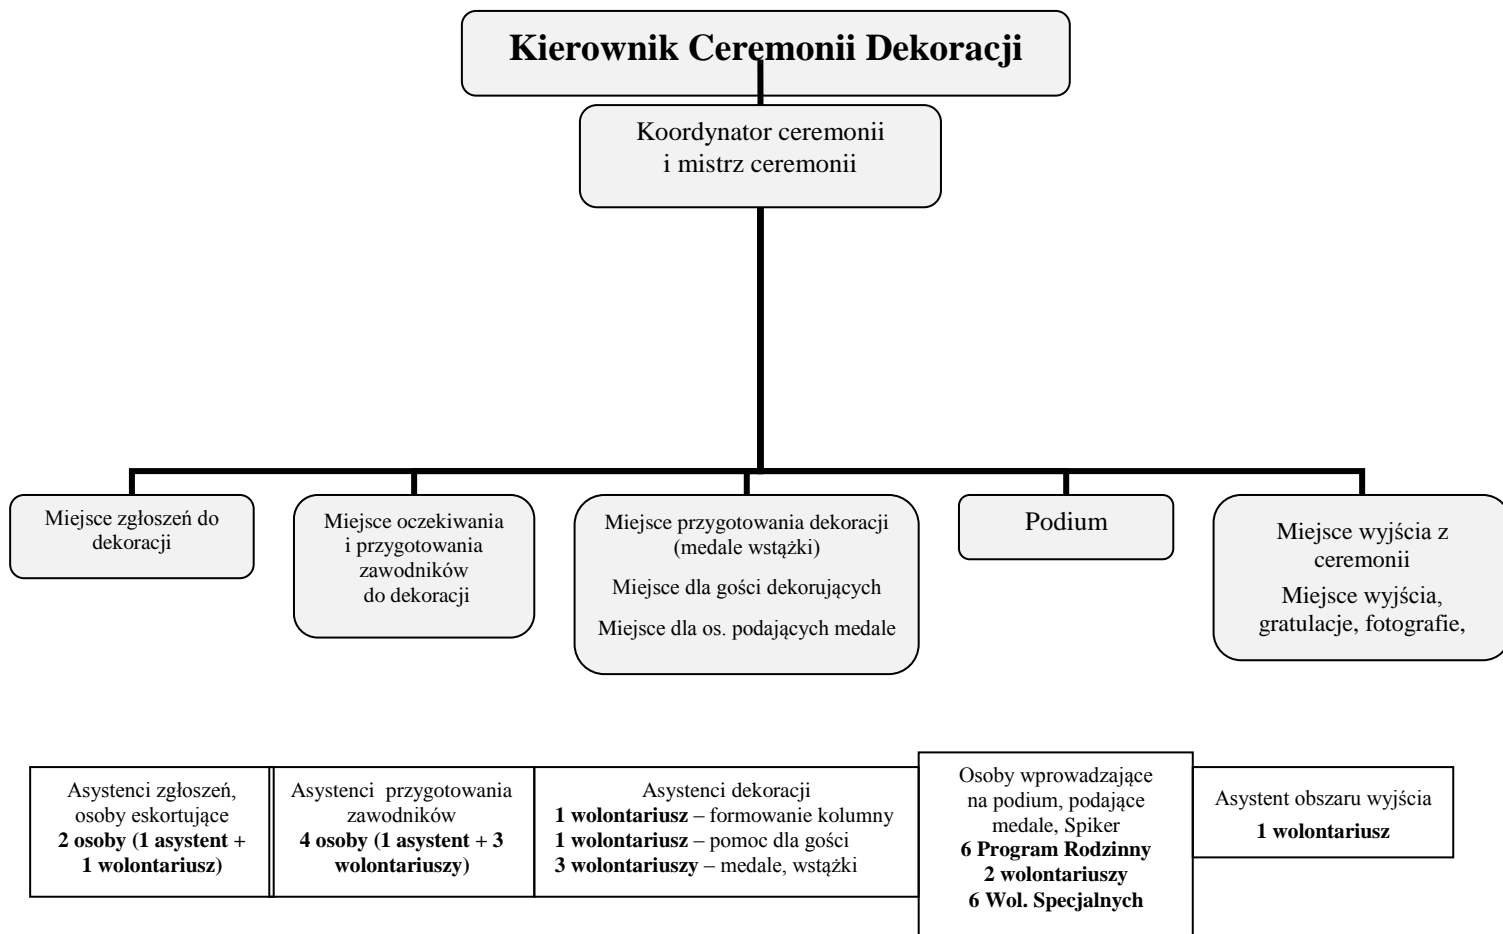 Kierownik Ceremonii Dekoracji
Koordynator ceremonii
i mistrz ceremonii
Miejsce zgłoszeń do
dekoracji
Miejsce oczekiwania
i przygotowania
zawodników
do dekoracji
Miejsce przygotowania dekoracji
(medale wstążki)
Miejsce dla gości dekorujących
Miejsce dla os. podających medale
Podium
Miejsce wyjścia z
ceremonii
Miejsce wyjścia,
gratulacje, fotografie,
Asystenci zgłoszeń,
osoby eskortujące
2 osoby (1 asystent +
1 wolontariusz)
Asystenci przygotowania
zawodników
4 osoby (1 asystent + 3
wolontariuszy)
Asystenci dekoracji
1 wolontariusz – formowanie kolumny
1 wolontariusz – pomoc dla gości
3 wolontariuszy – medale, wstążki
Osoby wprowadzające
na podium, podające
medale, Spiker
6 Program Rodzinny
2 wolontariuszy
6 Wol. Specjalnych
Asystent obszaru wyjścia
1 wolontariusz